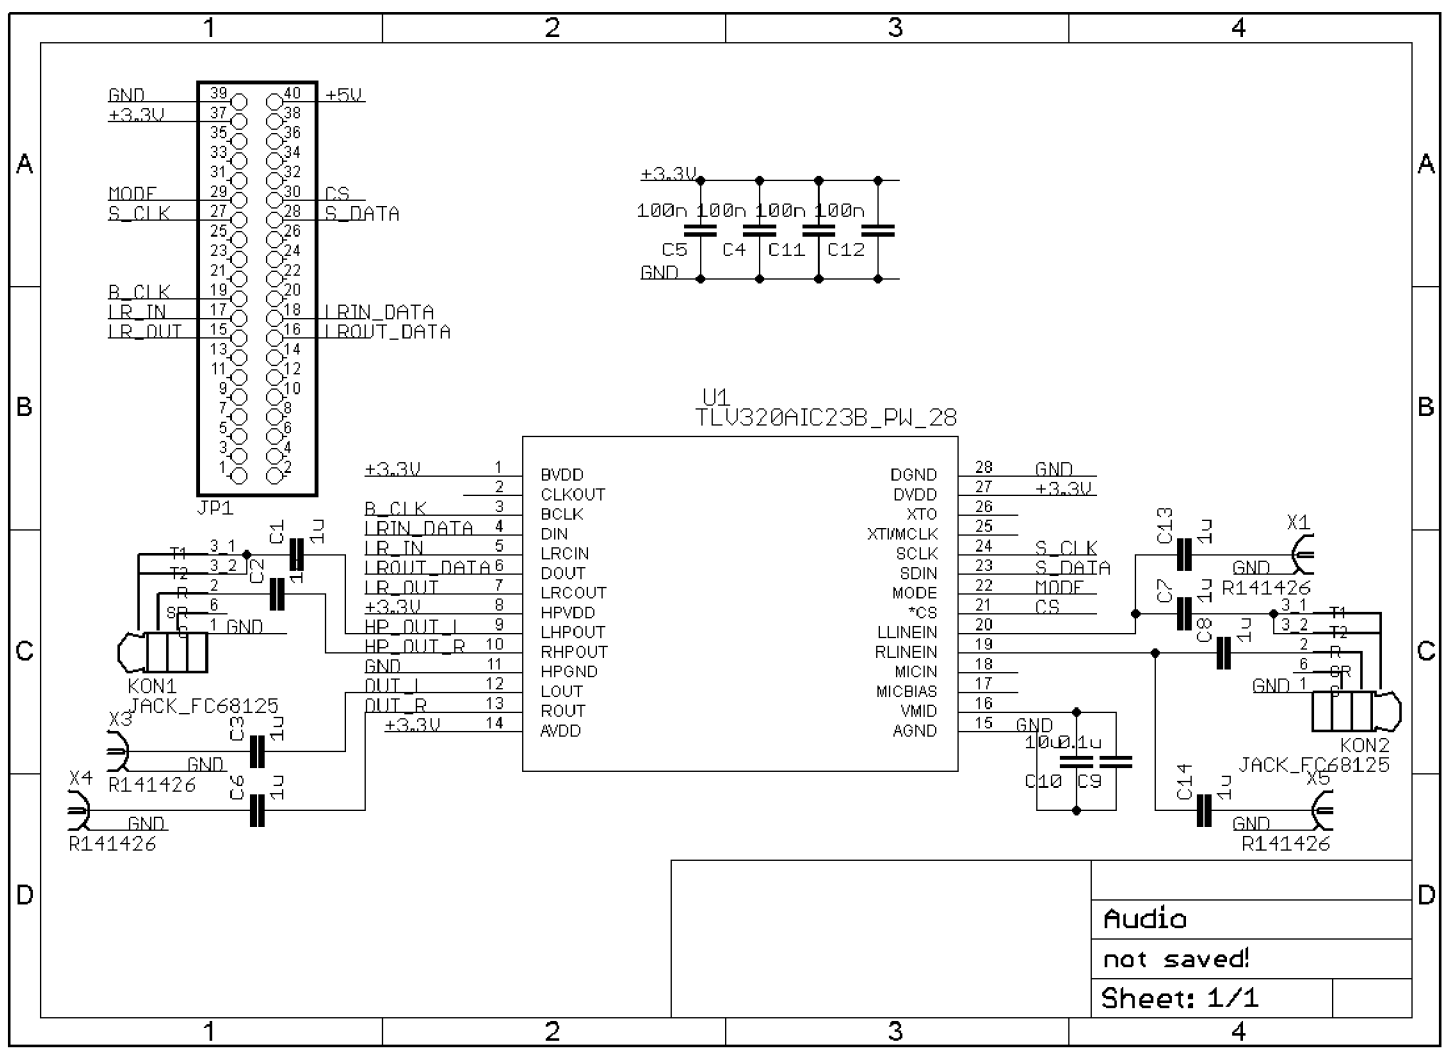 1 2 3 4
A A
B B
C C
D D
GND 39 40 +5V
+3.3V 37 38
35 36
33 34
31 32
MODE 29 30 CS
S_CLK 27 28 S_DATA
25 26
23 24
21 22
B_CLK 19 20
LR_IN 17 18 LRIN_DATA
LR_OUT 15 16 LROUT_DATA
13 14
11 12
9 10
7 8
5 6
3 4
1 2
JP1
+3.3V
100n 100n 100n 100n
C5 C4 C11 C12
GND
U1
TLV320AIC23B_PW_28
+3.3V 1 BVDD
2 CLKOUT
B_CLK 3 BCLK
LRIN_DATA 4 DIN
LR_IN 5 LRCIN
LROUT_DATA 6 DOUT
LR_OUT 7 LRCOUT
+3.3V 8 HPVDD
HP_OUT_L 9 LHPOUT
HP_OUT_R 10 RHPOUT
GND 11 HPGND
OUT_L 12 LOUT
OUT_R 13 ROUT
+3.3V 14 AVDD
DGND 28 GND
DVDD 27 +3.3V
XTO 26
XTI/MCLK 25
SCLK 24 S_CLK
SDIN 23 S_DATA
MODE 22 MODE
*CS 21 CS
LLINEIN 20
RLINEIN 19
MICIN 18
MICBIAS 17
VMID 16
AGND 15 GND
10u 0.1u
C10 C9
C1 1u
C2
T1 3_1
T2 3_2
R 2
SR 6
1 GND
KON1
JACK_FC68125
X3
C3 1u
GND
R141426
X4
C6 1u
GND
R141426
C13 1u X1
GND
R141426
C7 1u
C8 1u
3_1 T1
3_2 T2
2 R
6 SR
GND 1
KON2
JACK_FC68125
C14 1u X5
GND
R141426
Audio
not saved!
Sheet: 1/1
1 2 3 4